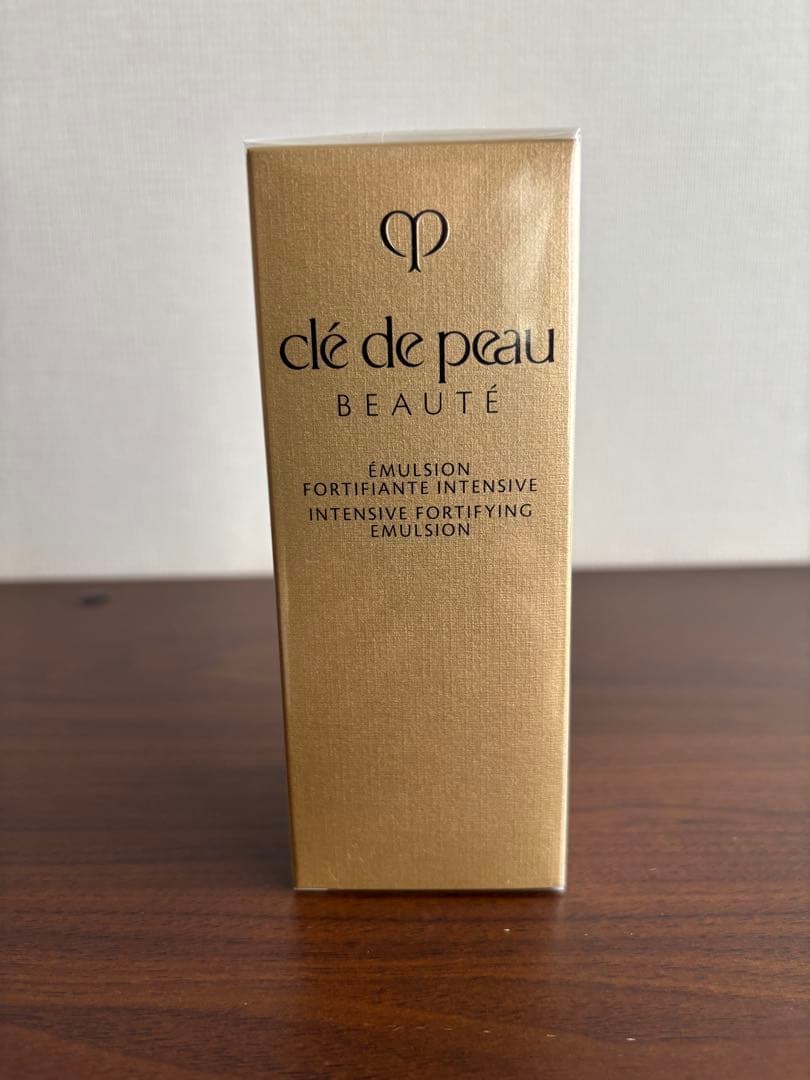 clé de peau
BEAUTÉ
ÉMULSION
FORTIFIANTE INTENSIVE
INTENSIVE FORTIFYING
EMULSION